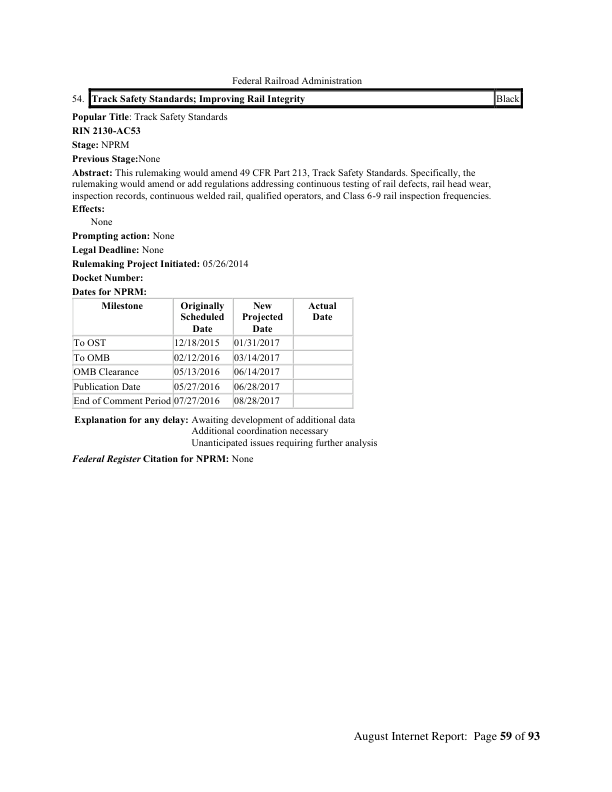 Federal Railroad Administration
54. Track Safety Standards; Improving Rail Integrity Black
Popular Title: Track Safety Standards
RIN 2130-AC53
Stage: NPRM
Previous Stage:None
Abstract: This rulemaking would amend 49 CFR Part 213, Track Safety Standards. Specifically, the
rulemaking would amend or add regulations addressing continuous testing of rail defects, rail head wear,
inspection records, continuous welded rail, qualified operators, and Class 6-9 rail inspection frequencies.
Effects:
None
Prompting action: None
Legal Deadline: None
Rulemaking Project Initiated: 05/26/2014
Docket Number:
Dates for NPRM:
Milestone Originally New Actual
Scheduled Projected Date
Date Date
To OST 12/18/2015 01/31/2017
To OMB 02/12/2016 03/14/2017
OMB Clearance 05/13/2016 06/14/2017
Publication Date 05/27/2016 06/28/2017
End of Comment Period 07/27/2016 08/28/2017
Explanation for any delay: Awaiting development of additional data
Additional coordination necessary
Unanticipated issues requiring further analysis
Federal Register Citation for NPRM: None
August Internet Report: Page 59 of 93